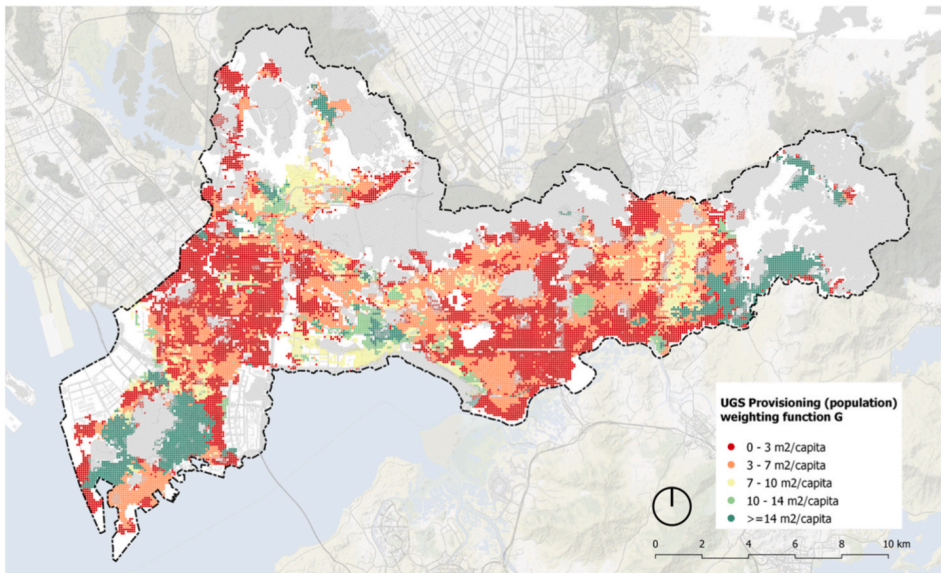 UGS Provisioning (population)
weighting function G
0 - 3 m2/capita
3 - 7 m2/capita
7 - 10 m2/capita
10 - 14 m2/capita
>=14 m2/capita
0 2 4 6 8 10 km